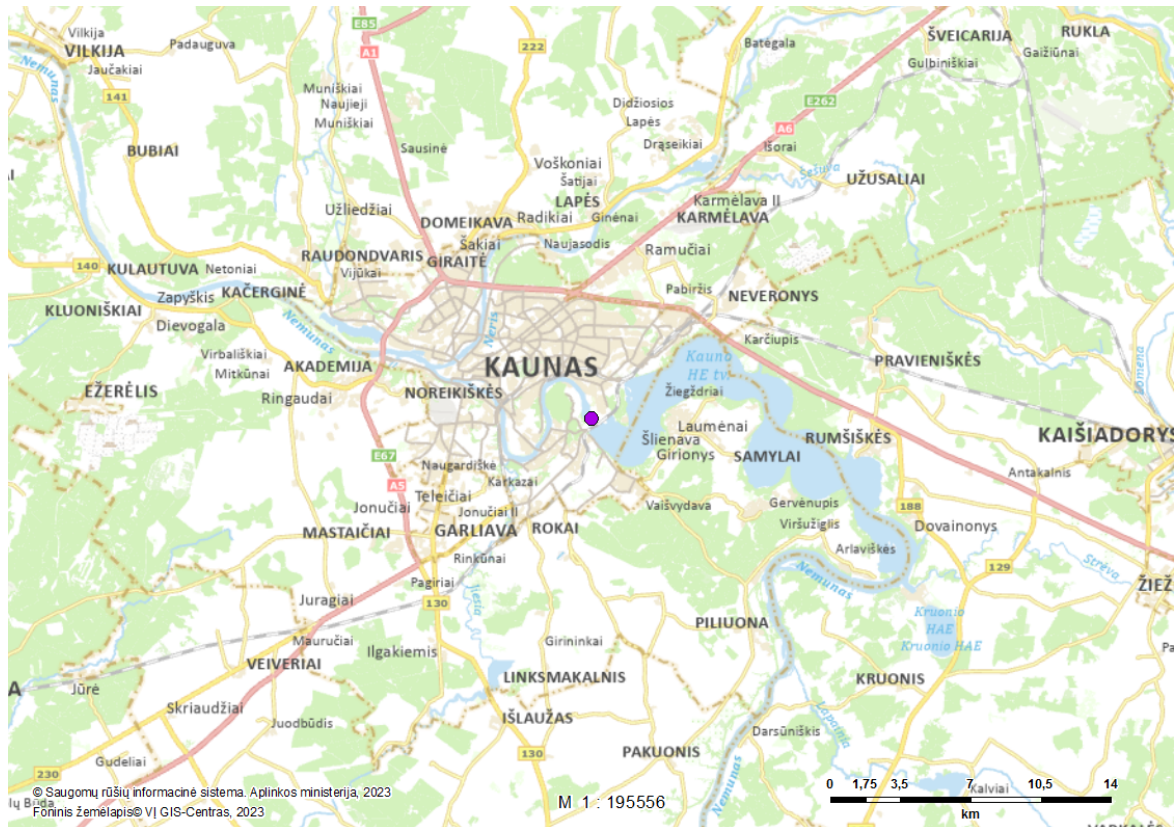 Vilkija
VILKIJA
Jaučakiai
Padauguva
Nemunas
141
BUBIAI
E85
A1
222
Batėgala
ŠVEICARIJA
RUKLA
Gaižiūnai
Gulbiniškiai
Muniškiai
Naujieji
Muniškiai
Sausinė
Didžiosios
Lapės
Drąseikiai
E262
A6
Išorai
Šešuva
UŽUSALIAI
Voškoniai
Šatijai
LAPĖS
Radikiai
Ginėnai
Karmėlava II
KARMĖLAVA
Užliedžiai
DOMEIKAVA
Šakiai
Naujasodis
Ramučiai
RAUDONDVARIS
GIRAITĖ
Vijūkai
140
KULAUTUVA
Netoniai
Zapyškis
KAČERGINĖ
KLUONIŠKIAI
Dievogala
Nemunas
Neris
Pabiržis
NEVERONYS
Karčiupis
PRAVIENIŠKĖS
Lomena
Virbališkiai
Mitkūnai
AKADEMIJA
KAUNAS
Kauno
HE tv.
Žiegždriai
EŽERĖLIS
Ringaudai
NOREIKIŠKĖS
Laumėnai
Šlienava
Girionys
SAMYLAI
RUMŠIŠKĖS
KAIŠIADORYS
Antakalnis
E67
A5
Naugardiškė
Karkazai
Teleičiai
Jonučiai
Jonučiai II
Vaišvydava
Gervėnupis
188
Viršužiglis
Dovainonys
MASTAIČIAI
GARLIAVA
ROKAI
Rinkūnai
Arlaviškės
Nemunas
129
Strėva
ŽIEŽ
Pagiriai
130
Jiesia
Juragiai
Mauručiai
Girininkai
PILIUONA
Kruonio
HAE
Kruonio HAE
Ilgakiemis
VEIVERIAI
LINKSMAKALNIS
KRUONIS
Jūrė
Skriaudžiai
Juodbūdis
IŠLAUŽAS
Darsūniškis
Lapainia
130
PAKUONIS
Gudeliai
230
Nemunas
Kalviai
lų Būda
© Saugomų rūšių informacinė sistema. Aplinkos ministerija, 2023
Foninis žemėlapis© VĮ GIS-Centras, 2023
M 1 : 195556
0 1,75 3,5 7 10,5 14
km